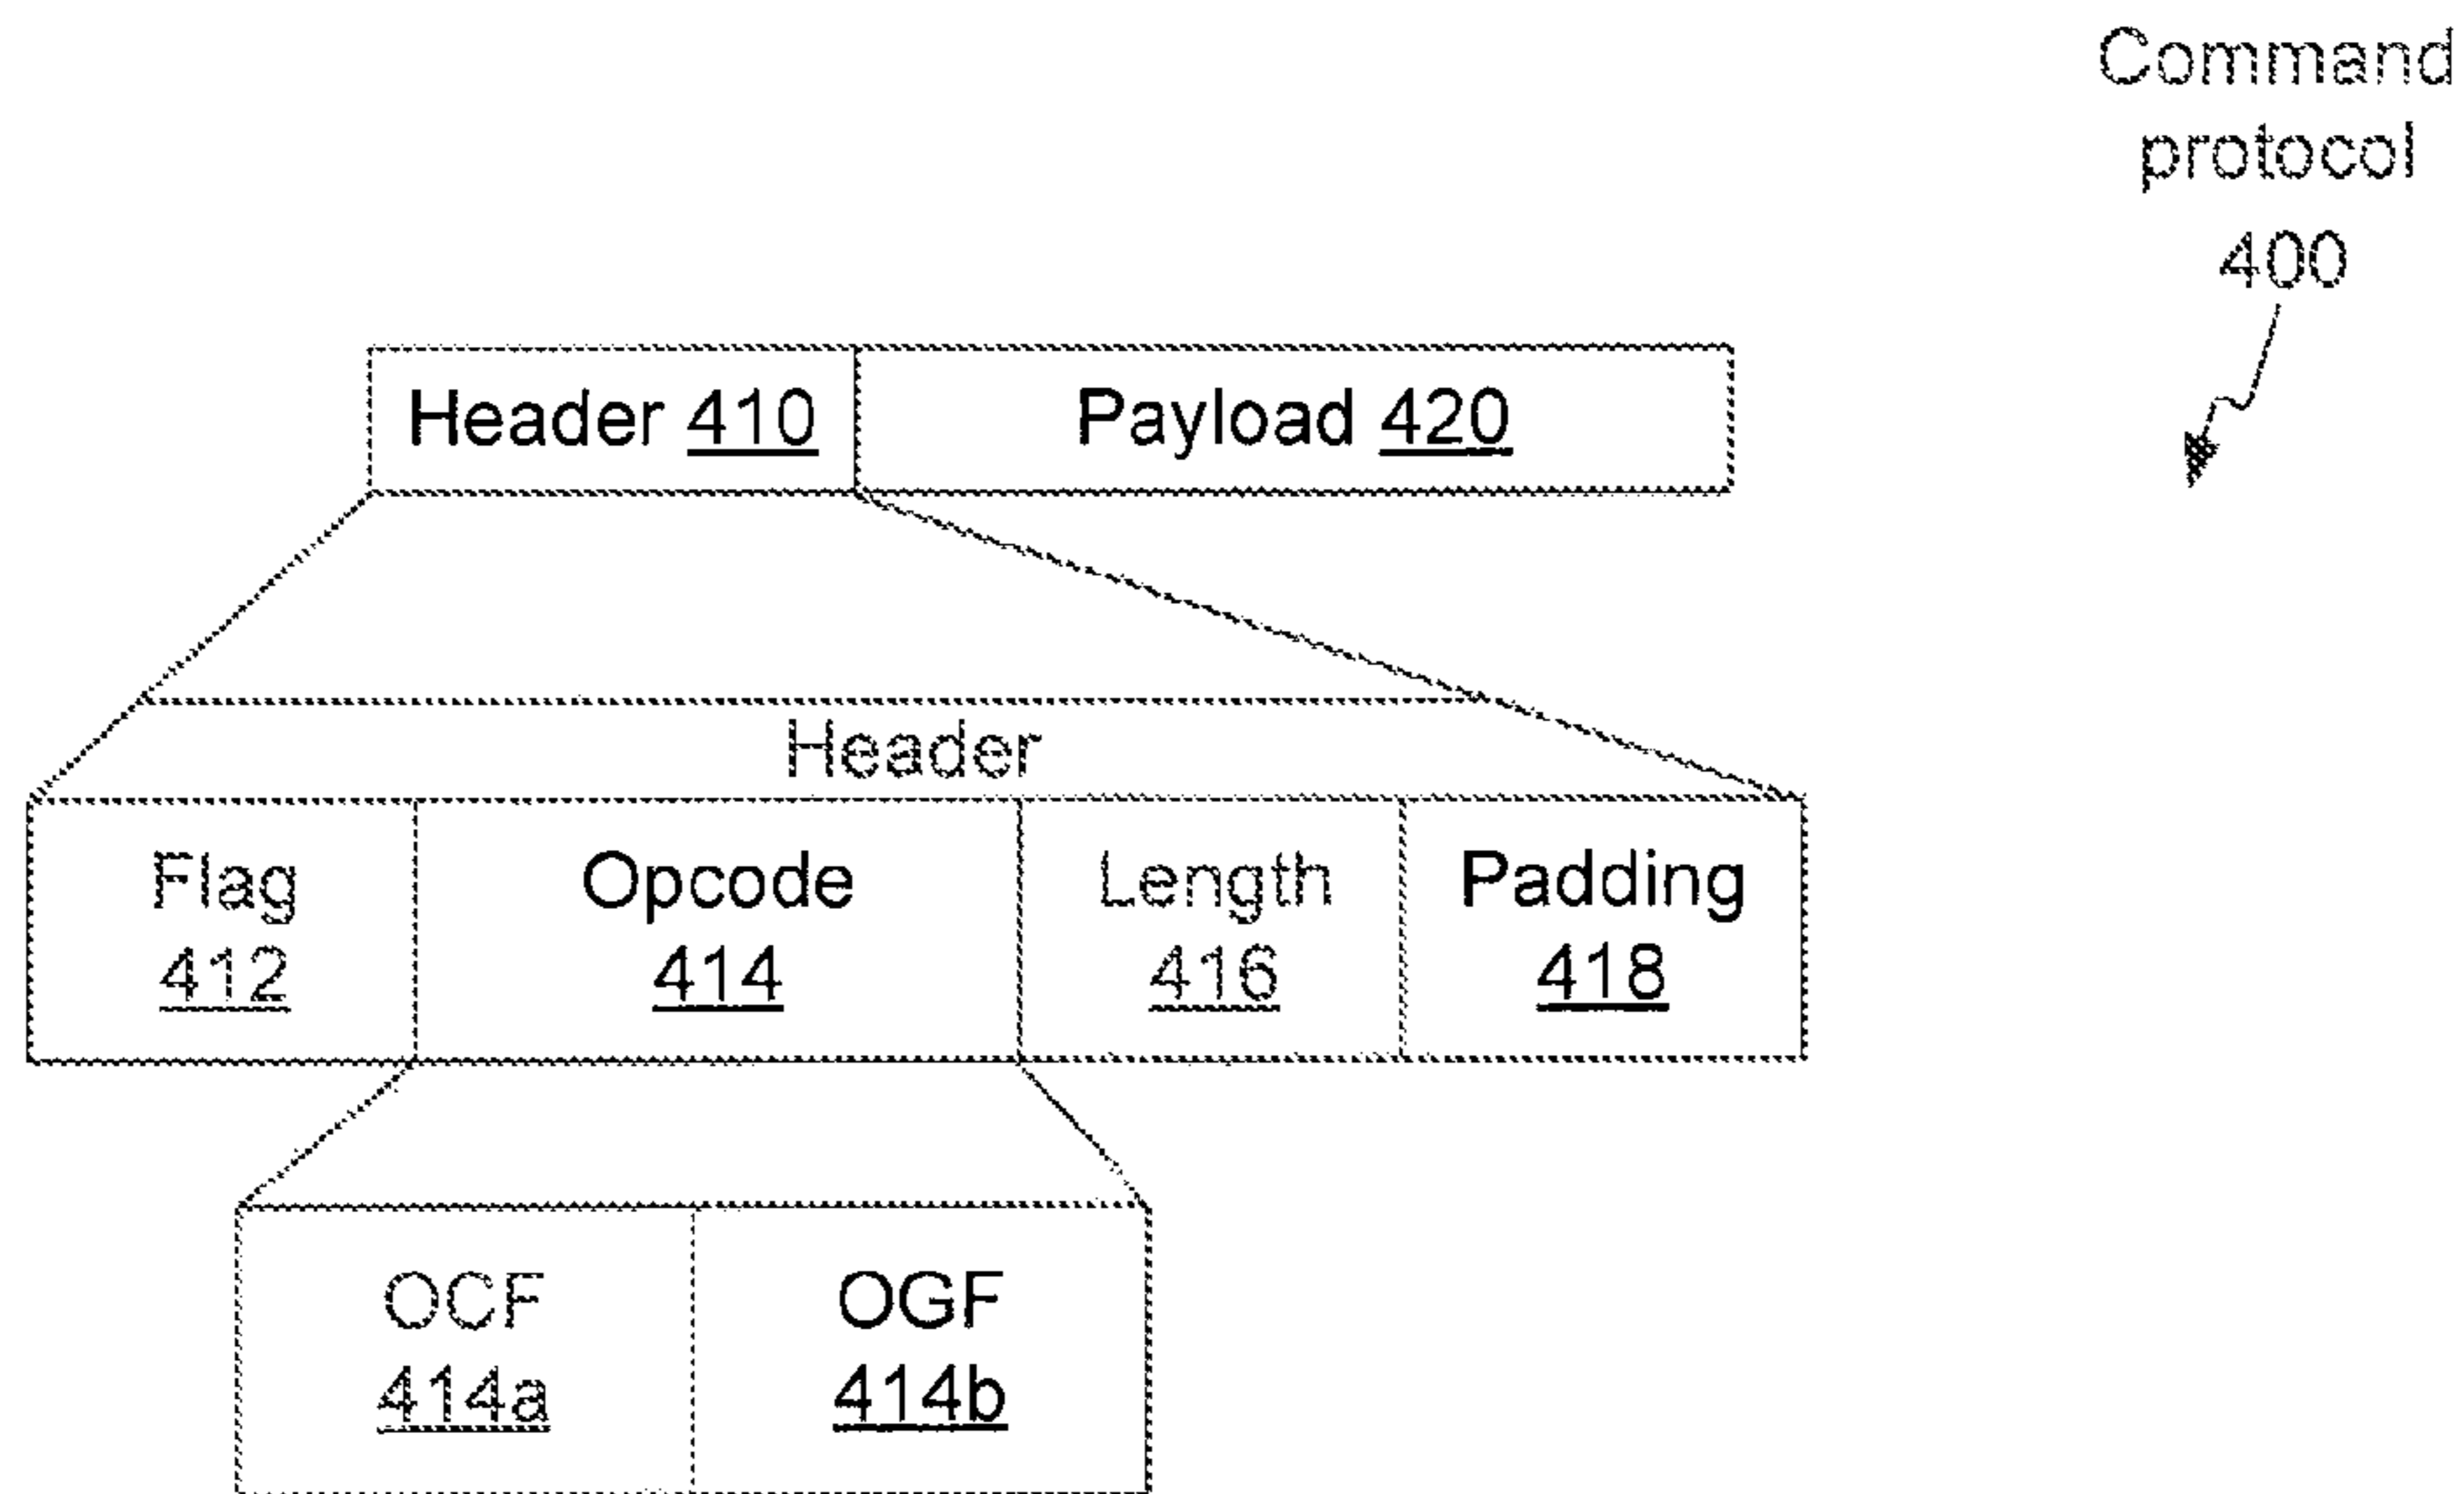 Command
protocol
400
Header 410
Payload 420
Header
Flag
412
Opcode
414
Length
416
Padding
418
OCF
414a
OGF
414b